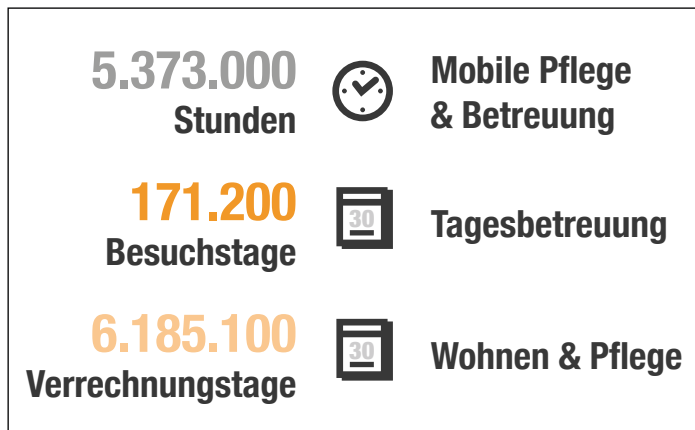 5.373.000
Stunden
Mobile Pflege
& Betreuung
171.200
Besuchstage
30
Tagesbetreuung
6.185.100
Verrechnungstage
30
Wohnen & Pflege